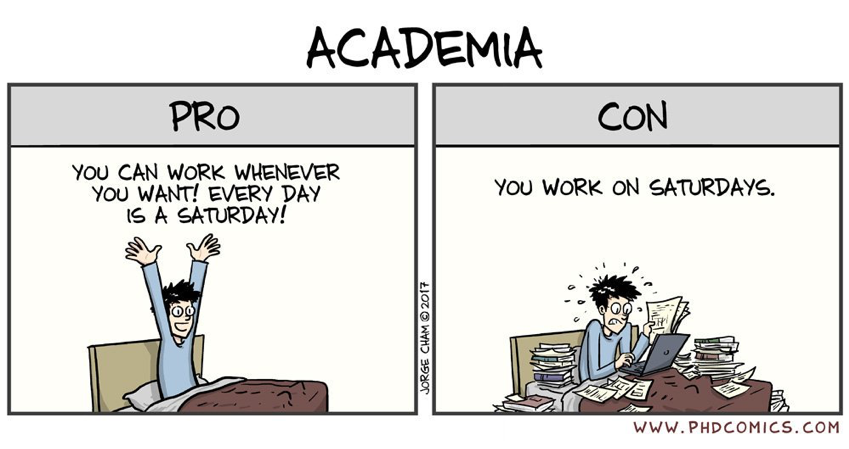 ACADEMIA
PRO
YOU CAN WORK WHENEVER
YOU WANT! EVERY DAY
IS A SATURDAY!
JORGE CHAM © 2017
CON
YOU WORK ON SATURDAYS.
WWW.PHDCOMICS.COM